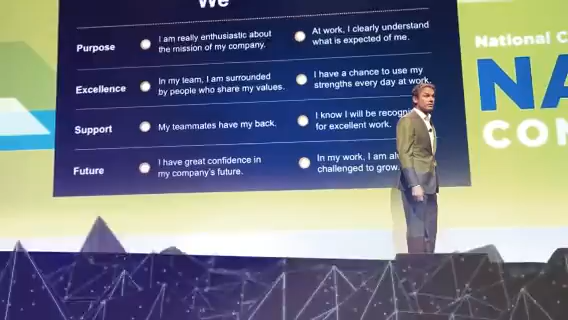 We
Purpose
I am really enthusiastic about
the mission of my company.
At work, I clearly understand
what is expected of me.
Excellence
In my team, I am surrounded
by people who share my values.
I have a chance to use my
strengths every day at work.
Support
My teammates have my back.
I know I will be recogni
for excellent work.
Future
I have great confidence in
my company's future.
In my work, I am al
challenged to grow.
National C
NA
CON